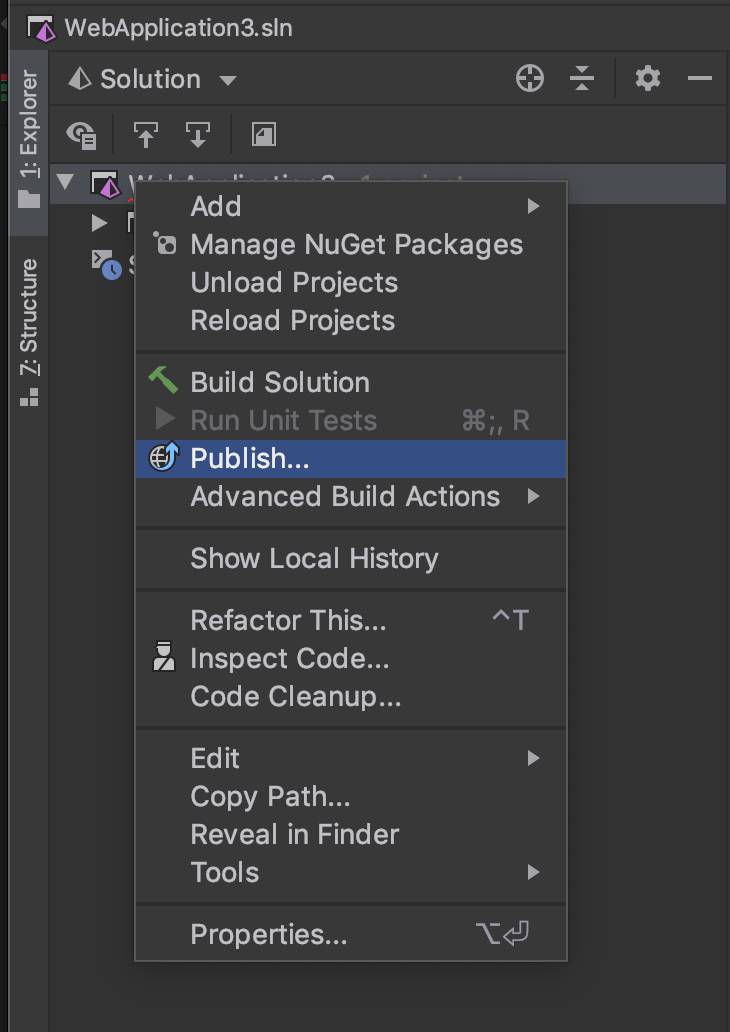 WebApplication3.sln
1: Explorer
Solution
7: Structure
Add
Manage NuGet Packages
Unload Projects
Reload Projects
Build Solution
Run Unit Tests ⌘;, R
Publish...
Advanced Build Actions
Show Local History
Refactor This... ^T
Inspect Code...
Code Cleanup...
Edit
Copy Path...
Reveal in Finder
Tools
Properties... ⌥⏎